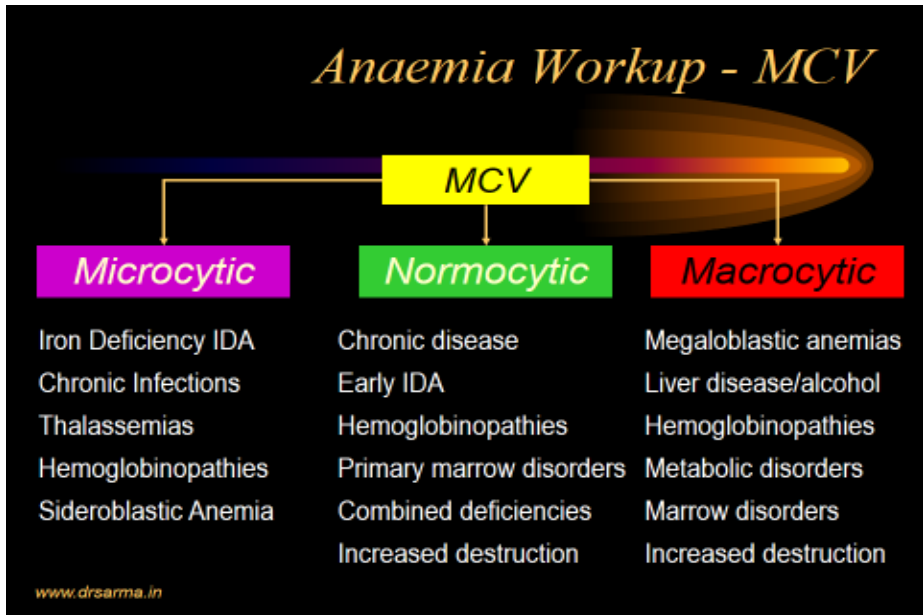 Anaemia Workup - MCV
MCV
Microcytic
Iron Deficiency IDA
Chronic Infections
Thalassemias
Hemoglobinopathies
Sideroblastic Anemia
Normocytic
Chronic disease
Early IDA
Hemoglobinopathies
Primary marrow disorders
Combined deficiencies
Increased destruction
Macrocytic
Megaloblastic anemias
Liver disease/alcohol
Hemoglobinopathies
Metabolic disorders
Marrow disorders
Increased destruction
www.drsarma.in